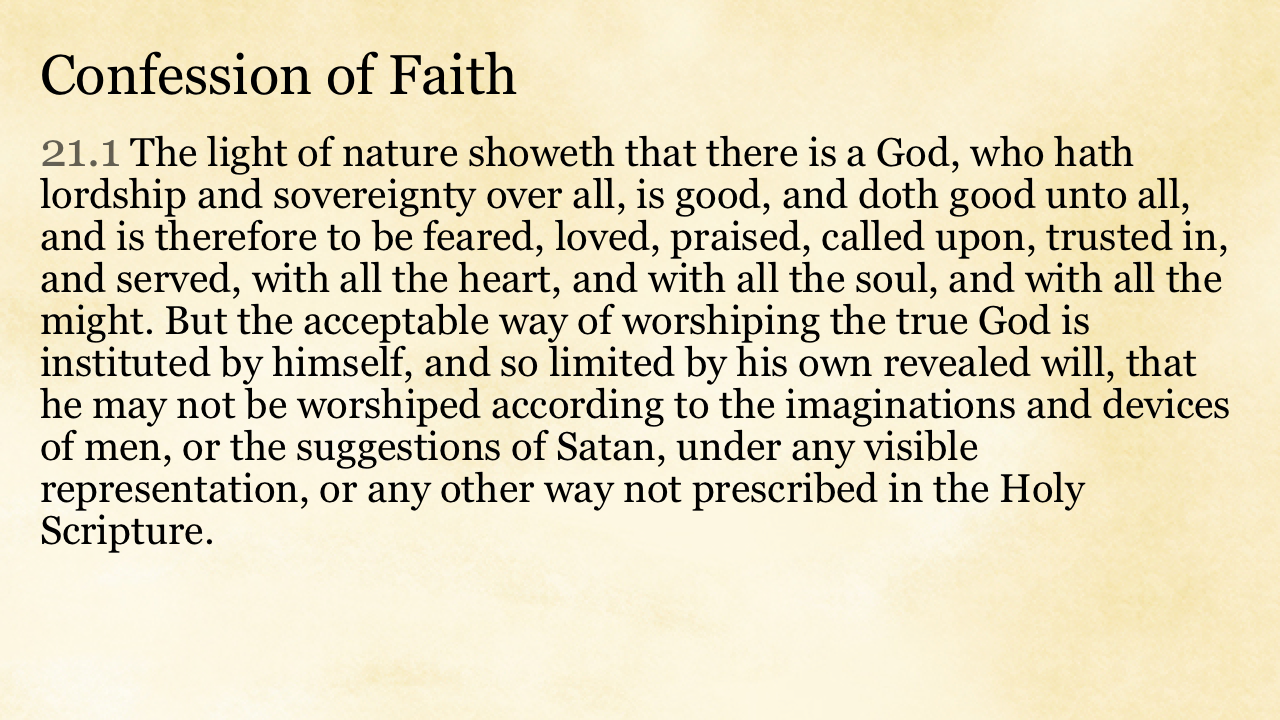 Confession of Faith
21.1 The light of nature showeth that there is a God, who hath
lordship and sovereignty over all, is good, and doth good unto all,
and is therefore to be feared, loved, praised, called upon, trusted in,
and served, with all the heart, and with all the soul, and with all the
might. But the acceptable way of worshiping the true God is
instituted by himself, and so limited by his own revealed will, that
he may not be worshiped according to the imaginations and devices
of men, or the suggestions of Satan, under any visible
representation, or any other way not prescribed in the Holy
Scripture.